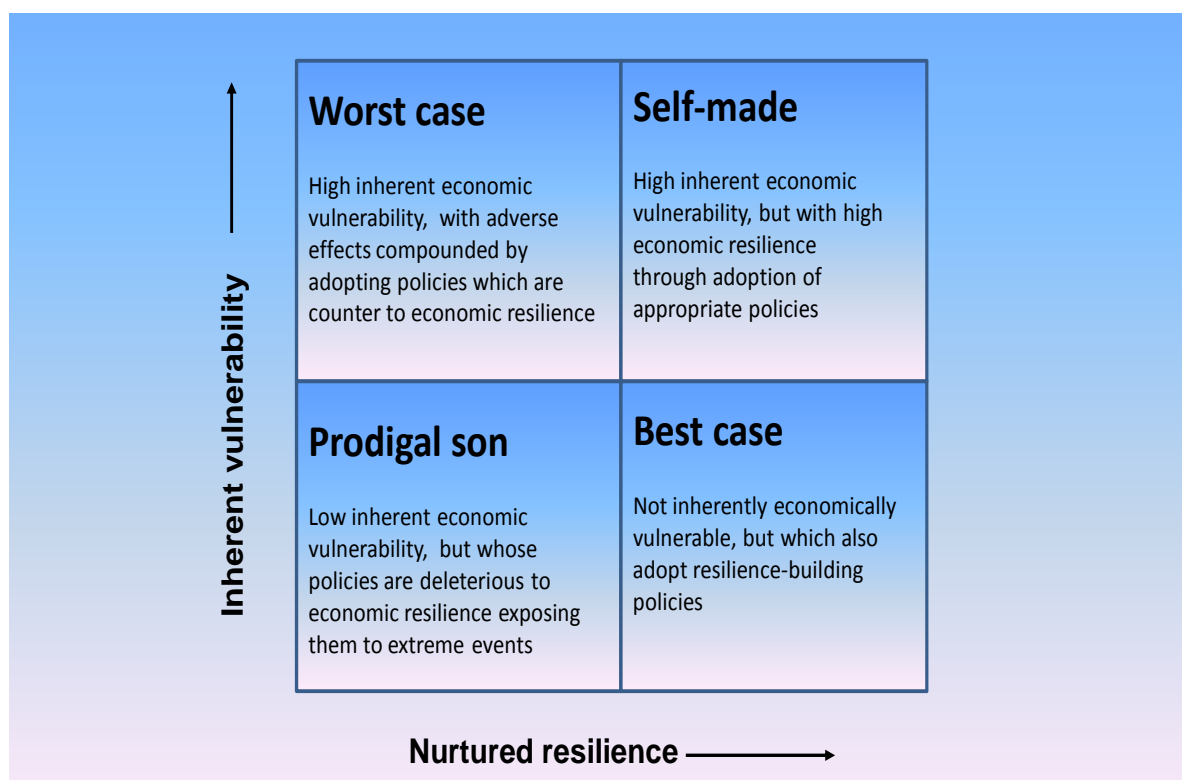 Inherent vulnerability
Worst case
High inherent economic
vulnerability, with adverse
effects compounded by
adopting policies which are
counter to economic resilience
Self-made
High inherent economic
vulnerability, but with high
economic resilience
through adoption of
appropriate policies
Prodigal son
Low inherent economic
vulnerability, but whose
policies are deleterious to
economic resilience exposing
them to extreme events
Best case
Not inherently economically
vulnerable, but which also
adopt resilience-building
policies
Nurtured resilience